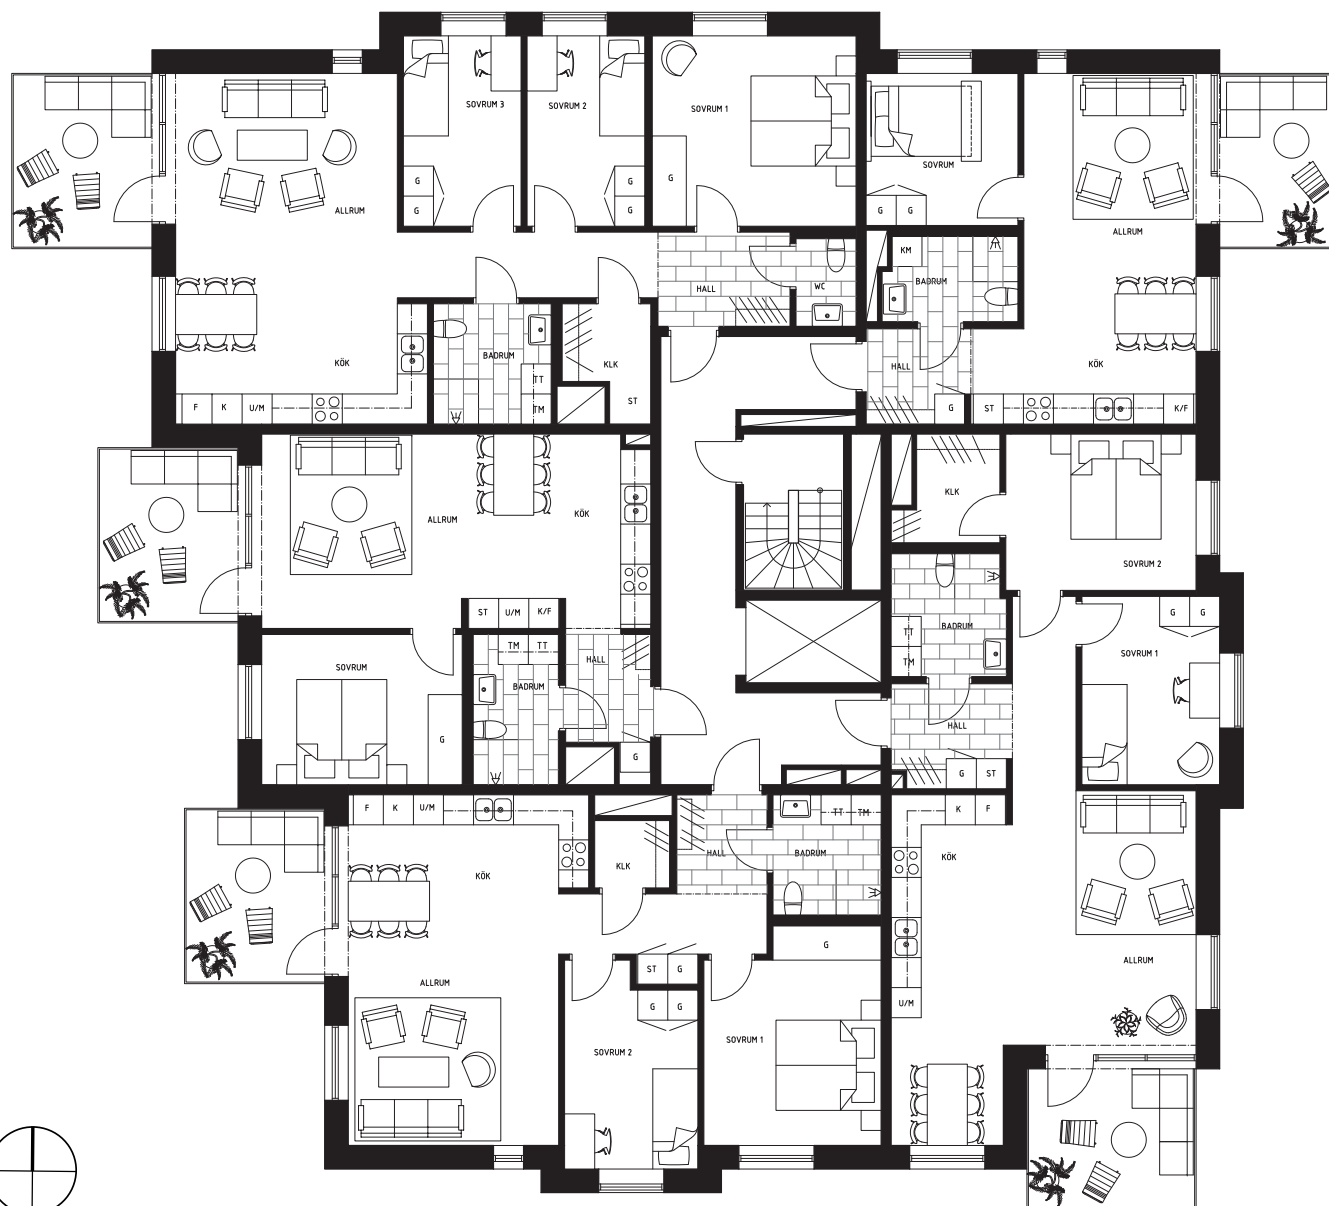 SOVRUM 3
SOVRUM 2
SOVRUM 1
G
G
G
G
G
ALLRUM
HALL
WC
KÖK
BADRUM
TT
TM
KLK
ST
F K U/M
SOVRUM
G G
KM
BADRUM
ALLRUM
HALL
G
KÖK
ST
K/F
ALLRUM
KÖK
ST U/M K/F
SOVRUM
G
TM TT
BADRUM
HALL
G
KLK
SOVRUM 2
TT
TM
BADRUM
SOVRUM 1
G G
HALL
G ST
K F
KÖK
U/M
ALLRUM
F K U/M
KÖK
KLK
HALL
TT TM
BADRUM
ALLRUM
ST G
G G
SOVRUM 2
G
SOVRUM 1